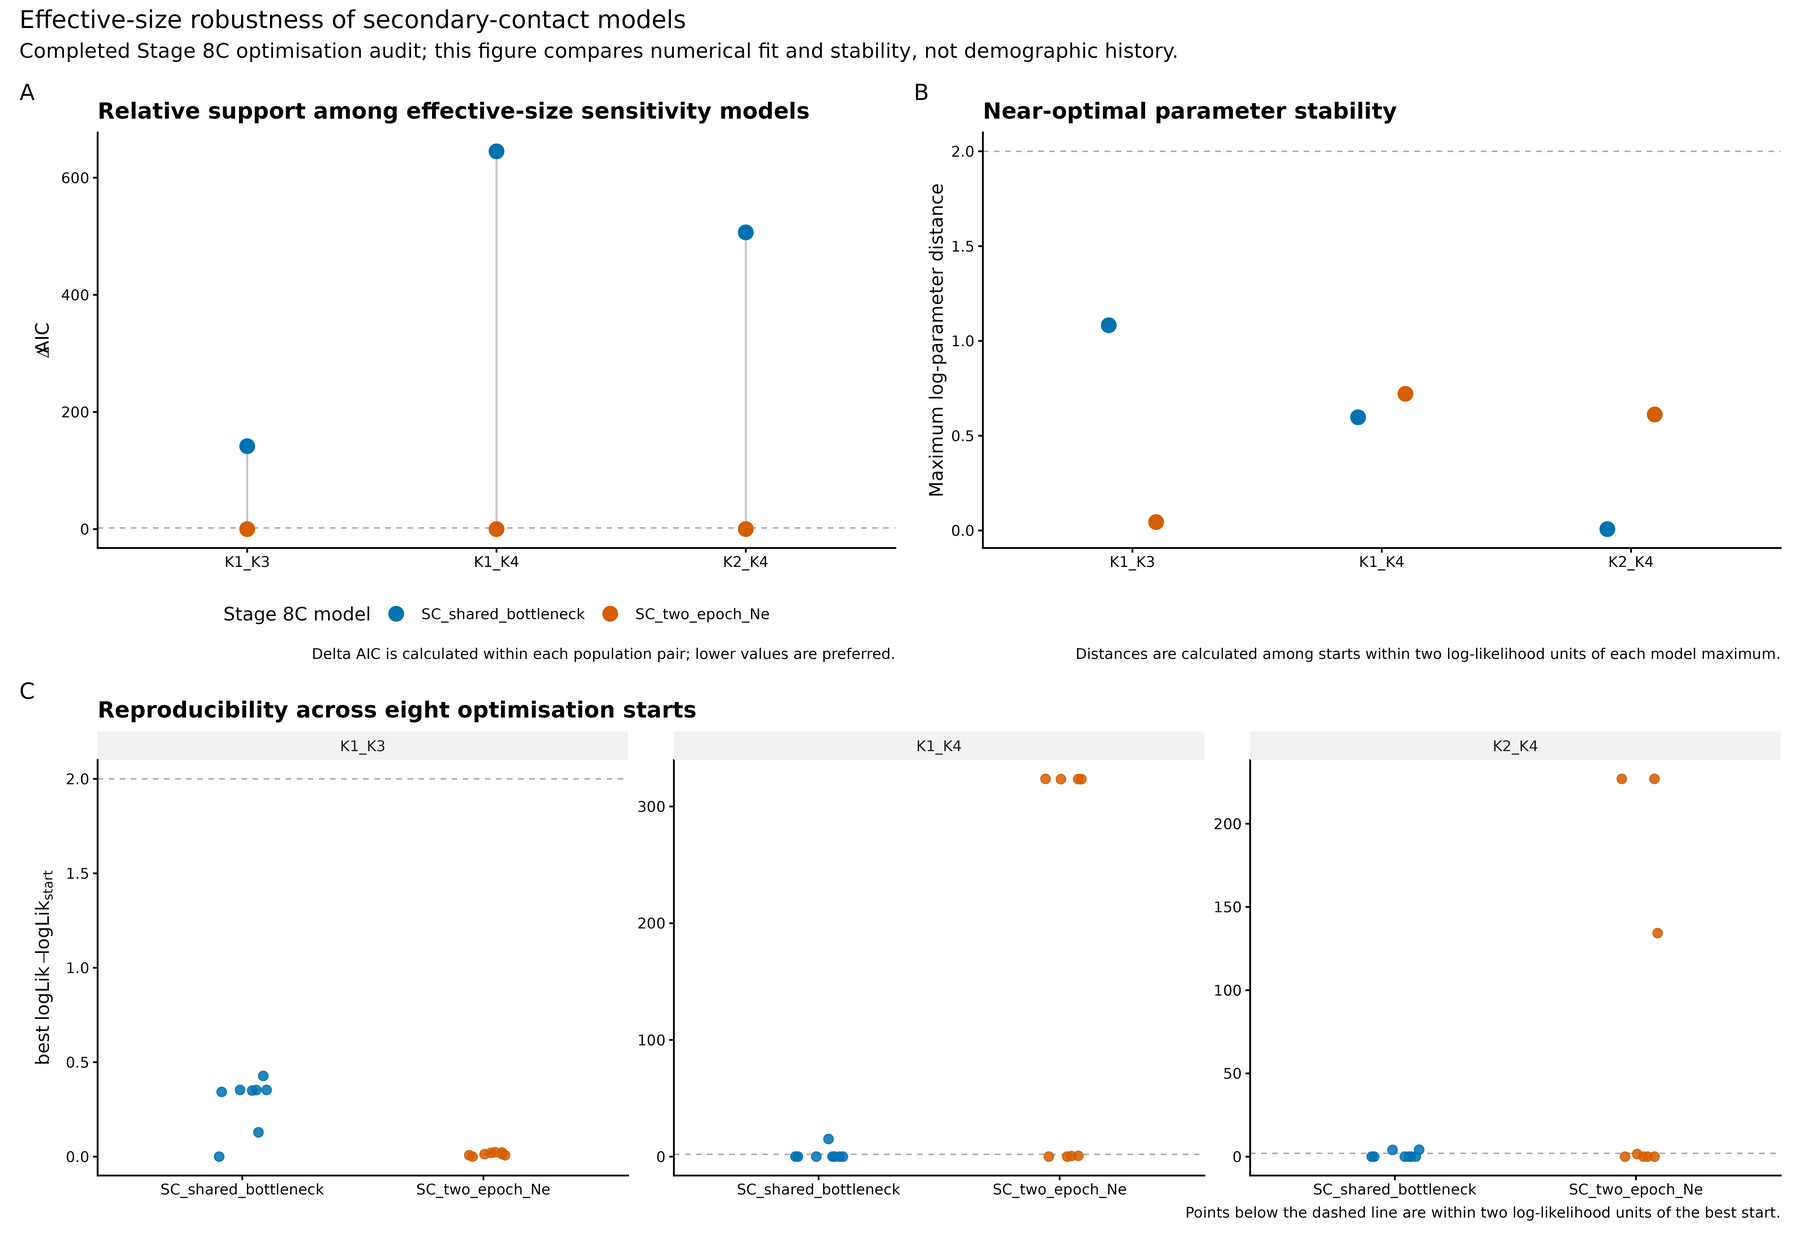 Effective-size robustness of secondary-contact models
Completed Stage 8C optimisation audit; this figure compares numerical fit and stability, not demographic history.
A
Relative support among effective-size sensitivity models
ΔAIC
600
400
200
0
K1_K3 K1_K4 K2_K4
Stage 8C model SC_shared_bottleneck SC_two_epoch_Ne
Delta AIC is calculated within each population pair; lower values are preferred.
B
Near-optimal parameter stability
Maximum log-parameter distance
2.0
1.5
1.0
0.5
0.0
K1_K3 K1_K4 K2_K4
Distances are calculated among starts within two log-likelihood units of each model maximum.
C
Reproducibility across eight optimisation starts
best logLik −logLikstart
K1_K3
2.0
1.5
1.0
0.5
0.0
SC_shared_bottleneck SC_two_epoch_Ne
K1_K4
300
200
100
0
SC_shared_bottleneck SC_two_epoch_Ne
K2_K4
200
150
100
50
0
SC_shared_bottleneck SC_two_epoch_Ne
Points below the dashed line are within two log-likelihood units of the best start.